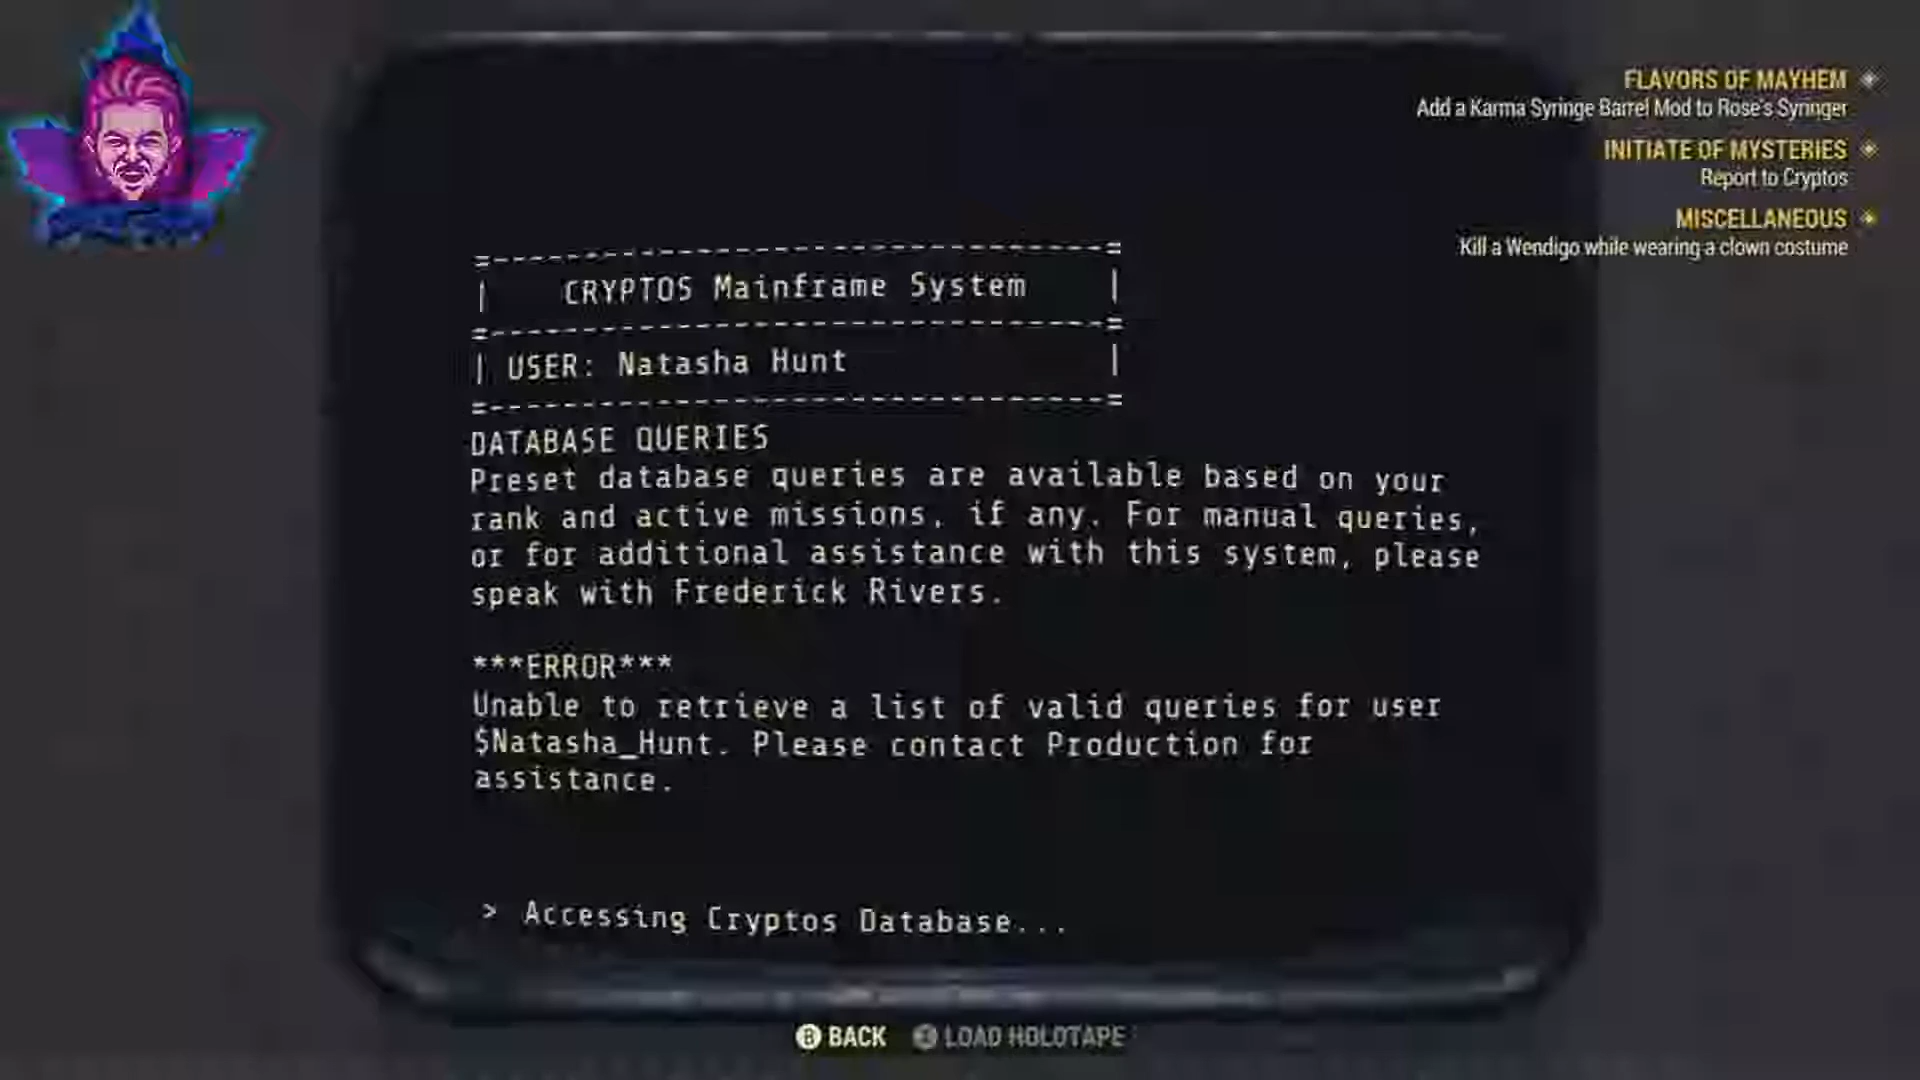 FLAVORS OF MAYHEM
Add a Karma Syringe Barrel Mod to Rose's Syringer
INITIATE OF MYSTERIES
Report to Cryptos
MISCELLANEOUS
Kill a Wendigo while wearing a clown costume
CRYPTOS Mainframe System
USER: Natasha Hunt
DATABASE QUERIES
Preset database queries are available based on your
rank and active missions, if any. For manual queries,
or for additional assistance with this system, please
speak with Frederick Rivers.
***ERROR***
Unable to retrieve a list of valid queries for user
$Natasha_Hunt. Please contact Production for
assistance.
> Accessing Cryptos Database...
B BACK LOAD HOLOTAPE